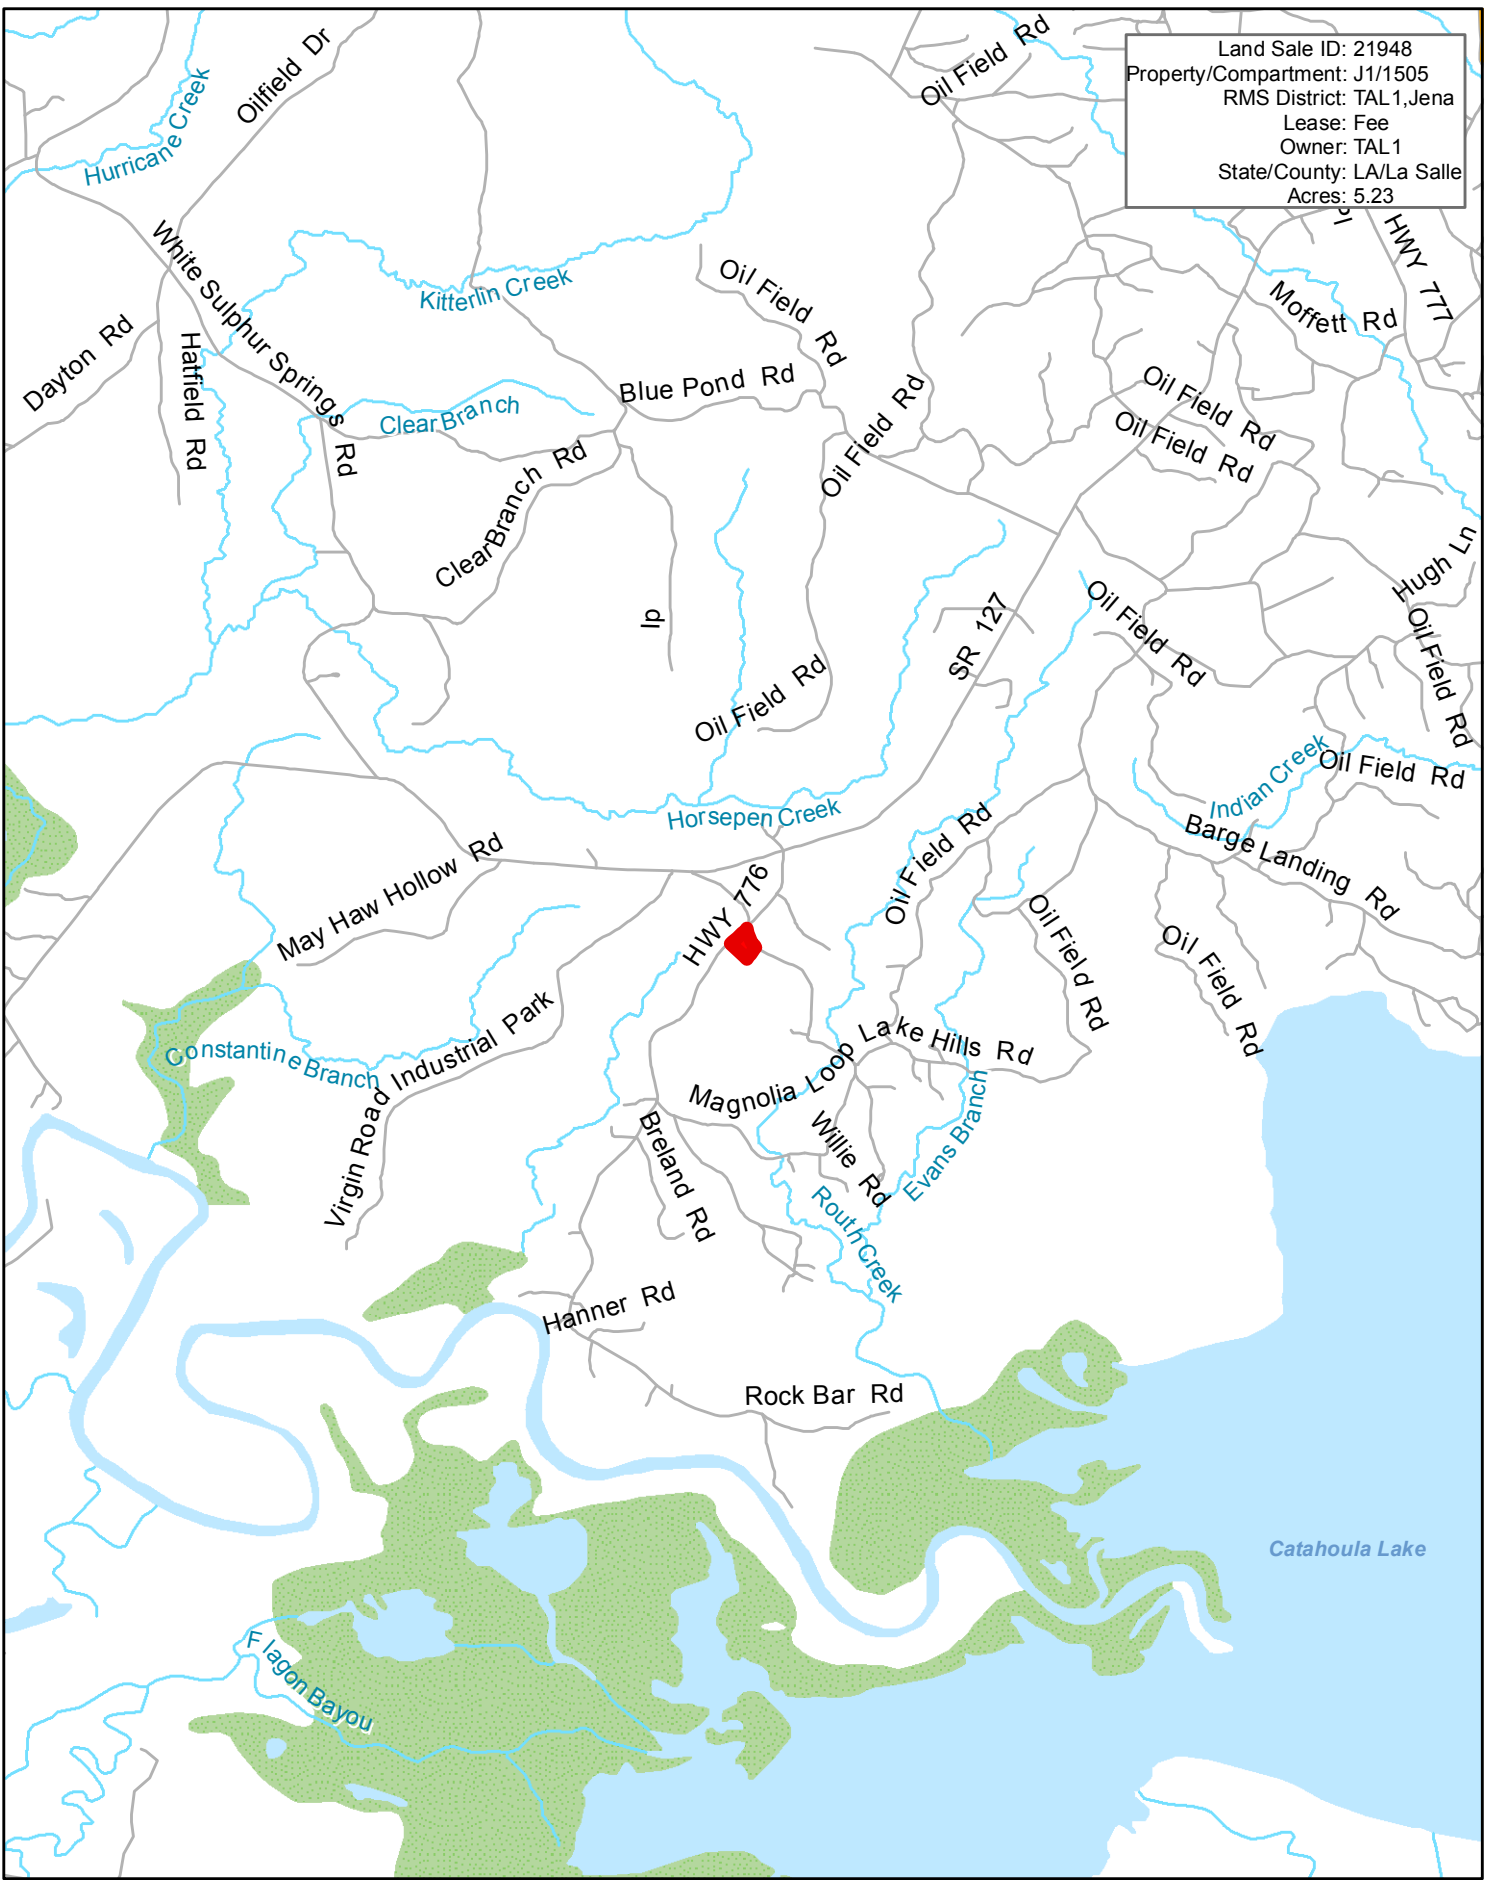 Land Sale ID: 21948
Property/Compartment: J1/1505
RMS District: TAL1,Jena
Lease: Fee
Owner: TAL1
State/County: LA/La Salle
Acres: 5.23
Oilfield Dr
Oil Field Rd
Hurricane Creek
Pl
HWY 777
White Sulphur Springs Rd
Kitterlin Creek
Oil Field Rd
Moffett Rd
Dayton Rd
Hatfield Rd
Blue Pond Rd
Clear Branch
Oil Field Rd
Oil Field Rd
Oil Field Rd
Clear Branch Rd
Hugh Ln
Ip
SR 127
Oil Field Rd
Oil Field Rd
Oil Field Rd
Indian Creek
Oil Field Rd
Horsepen Creek
Barge Landing Rd
May Haw Hollow Rd
HWY 776
Oil Field Rd
Oil Field Rd
Oil Field Rd
Virgin Road Industrial Park
Constantine Branch
Lake Hills Rd
Magnolia Loop
Breland Rd
Willie Rd
Evans Branch
Routh Creek
Hanner Rd
Rock Bar Rd
Catahoula Lake
Flagon Bayou